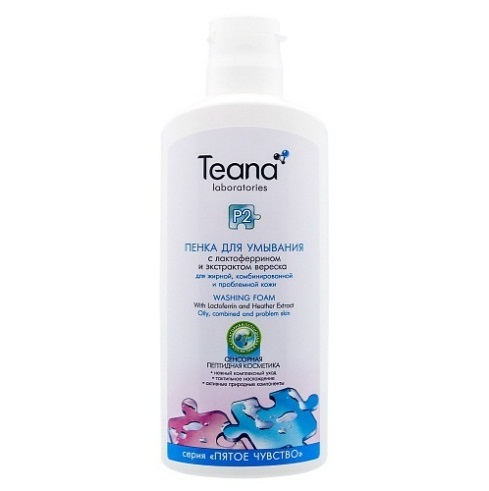 Teana
laboratories
P2
ПЕНКА ДЛЯ УМЫВАНИЯ
с лактоферрином
и экстрактом вереска
для жирной, комбинированной
и проблемной кожи
WASHING FOAM
With Lactoferrin and Heather Extract
Oily, combined and problem skin
СЕНСОРНАЯ
ПЕПТИДНАЯ КОСМЕТИКА
• нежный комплексный уход
• тактильное наслаждение
• активные природные компоненты
серия «ПЯТОЕ ЧУВСТВО»